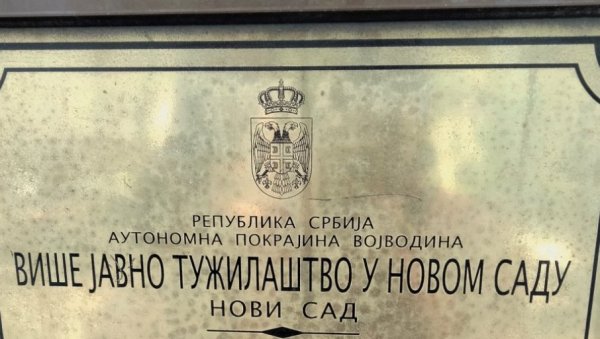 РЕПУБЛИКА СРБИЈА
АУТОНОМНА ПОКРАЈИНА ВОЈВОДИНА
ВИШЕ ЈАВНО ТУЖИЛАШТВО У НОВОМ САДУ
НОВИ САД